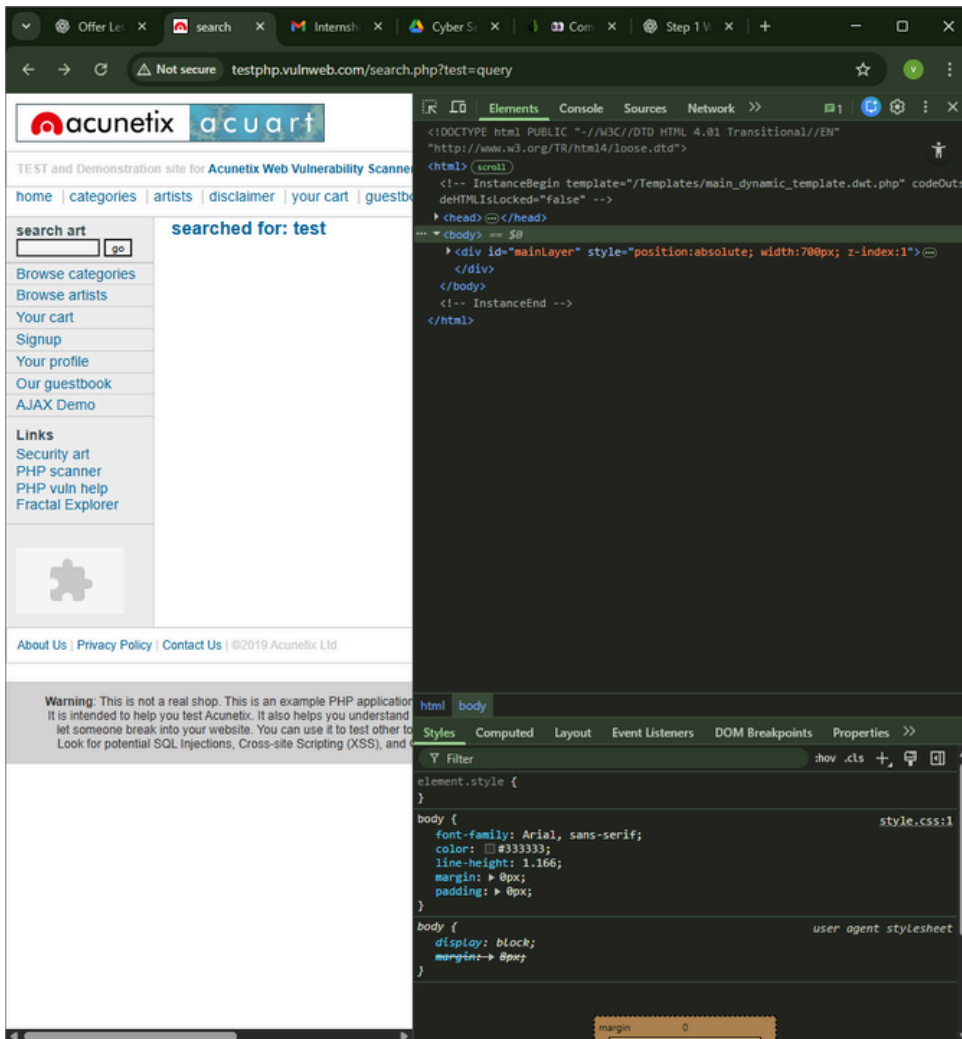 Offer Let
search
Internshi
Cyber Se
Com
Step 1 W
Not secure testphp.vulnweb.com/search.php?test=query
V
acunetix acuart
TEST and Demonstration site for Acunetix Web Vulnerability Scanner
home | categories | artists | disclaimer | your cart | guestbo
search art
go
Browse categories
Browse artists
Your cart
Signup
Your profile
Our guestbook
AJAX Demo
Links
Security art
PHP scanner
PHP vuln help
Fractal Explorer
searched for: test
About Us | Privacy Policy | Contact Us | ©2019 Acunetix Ltd
Warning: This is not a real shop. This is an example PHP application
It is intended to help you test Acunetix. It also helps you understand
let someone break into your website. You can use it to test other to
Look for potential SQL Injections, Cross-site Scripting (XSS), and
Elements Console Sources Network 1
<!DOCTYPE html PUBLIC "-//W3C//DTD HTML 4.01 Transitional//EN"
"http://www.w3.org/TR/html4/loose.dtd">
<html> scroll
<!-- InstanceBegin template="/Templates/main_dynamic_template.dwt.php" codeOuts
deHTMLIsLocked="false" -->
<head> … </head>
<body> == $0
<div id="mainLayer" style="position:absolute; width:700px; z-index:1"> …
</div>
</body>
<!-- InstanceEnd -->
</html>
html body
Styles Computed Layout Event Listeners DOM Breakpoints Properties
Filter :hov .cls
element.style {
}
body { style.css:1
font-family: Arial, sans-serif;
color: #333333;
line-height: 1.166;
margin: 0px;
padding: 0px;
}
body { user agent stylesheet
display: block;
margin: 8px;
}
margin 0